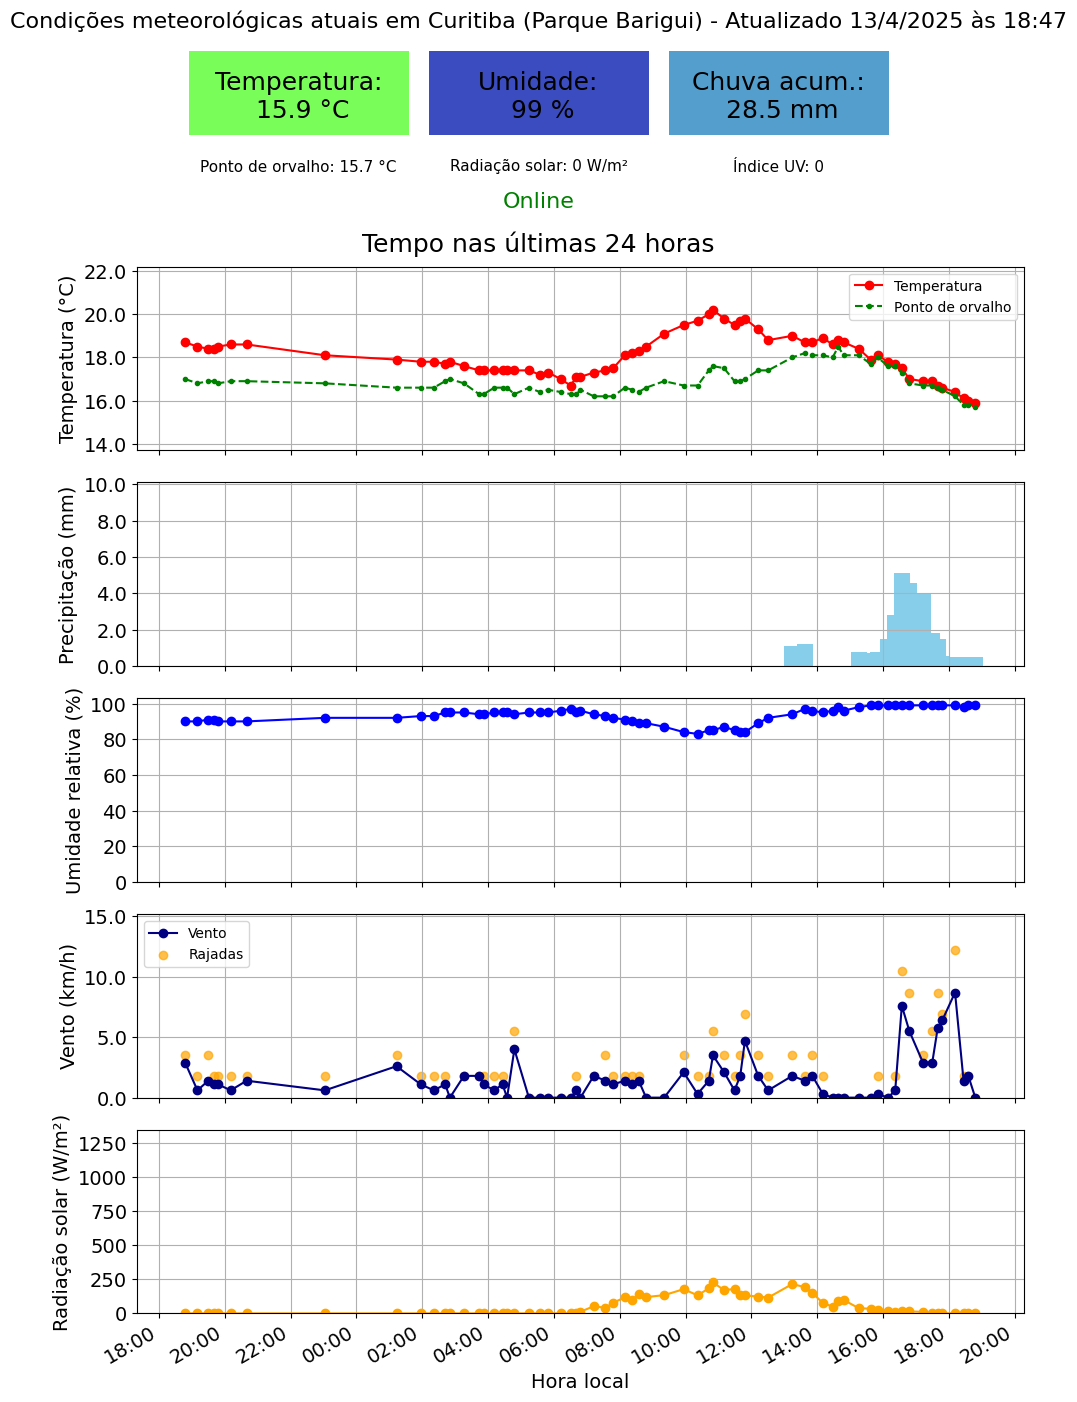 Condições meteorológicas atuais em Curitiba (Parque Barigui) - Atualizado 13/4/2025 às 18:47
Temperatura:
15.9 °C
Umidade:
99 %
Chuva acum.:
28.5 mm
Ponto de orvalho: 15.7 °C
Radiação solar: 0 W/m²
Índice UV: 0
Online
Tempo nas últimas 24 horas
Temperatura (°C)
22.0
20.0
18.0
16.0
14.0
Temperatura
Ponto de orvalho
Precipitação (mm)
10.0
8.0
6.0
4.0
2.0
0.0
Umidade relativa (%)
100
80
60
40
20
0
Vento (km/h)
15.0
10.0
5.0
0.0
Vento
Rajadas
Radiação solar (W/m²)
1250
1000
750
500
250
0
18:00
20:00
22:00
00:00
02:00
04:00
06:00
08:00
10:00
12:00
14:00
16:00
18:00
20:00
Hora local